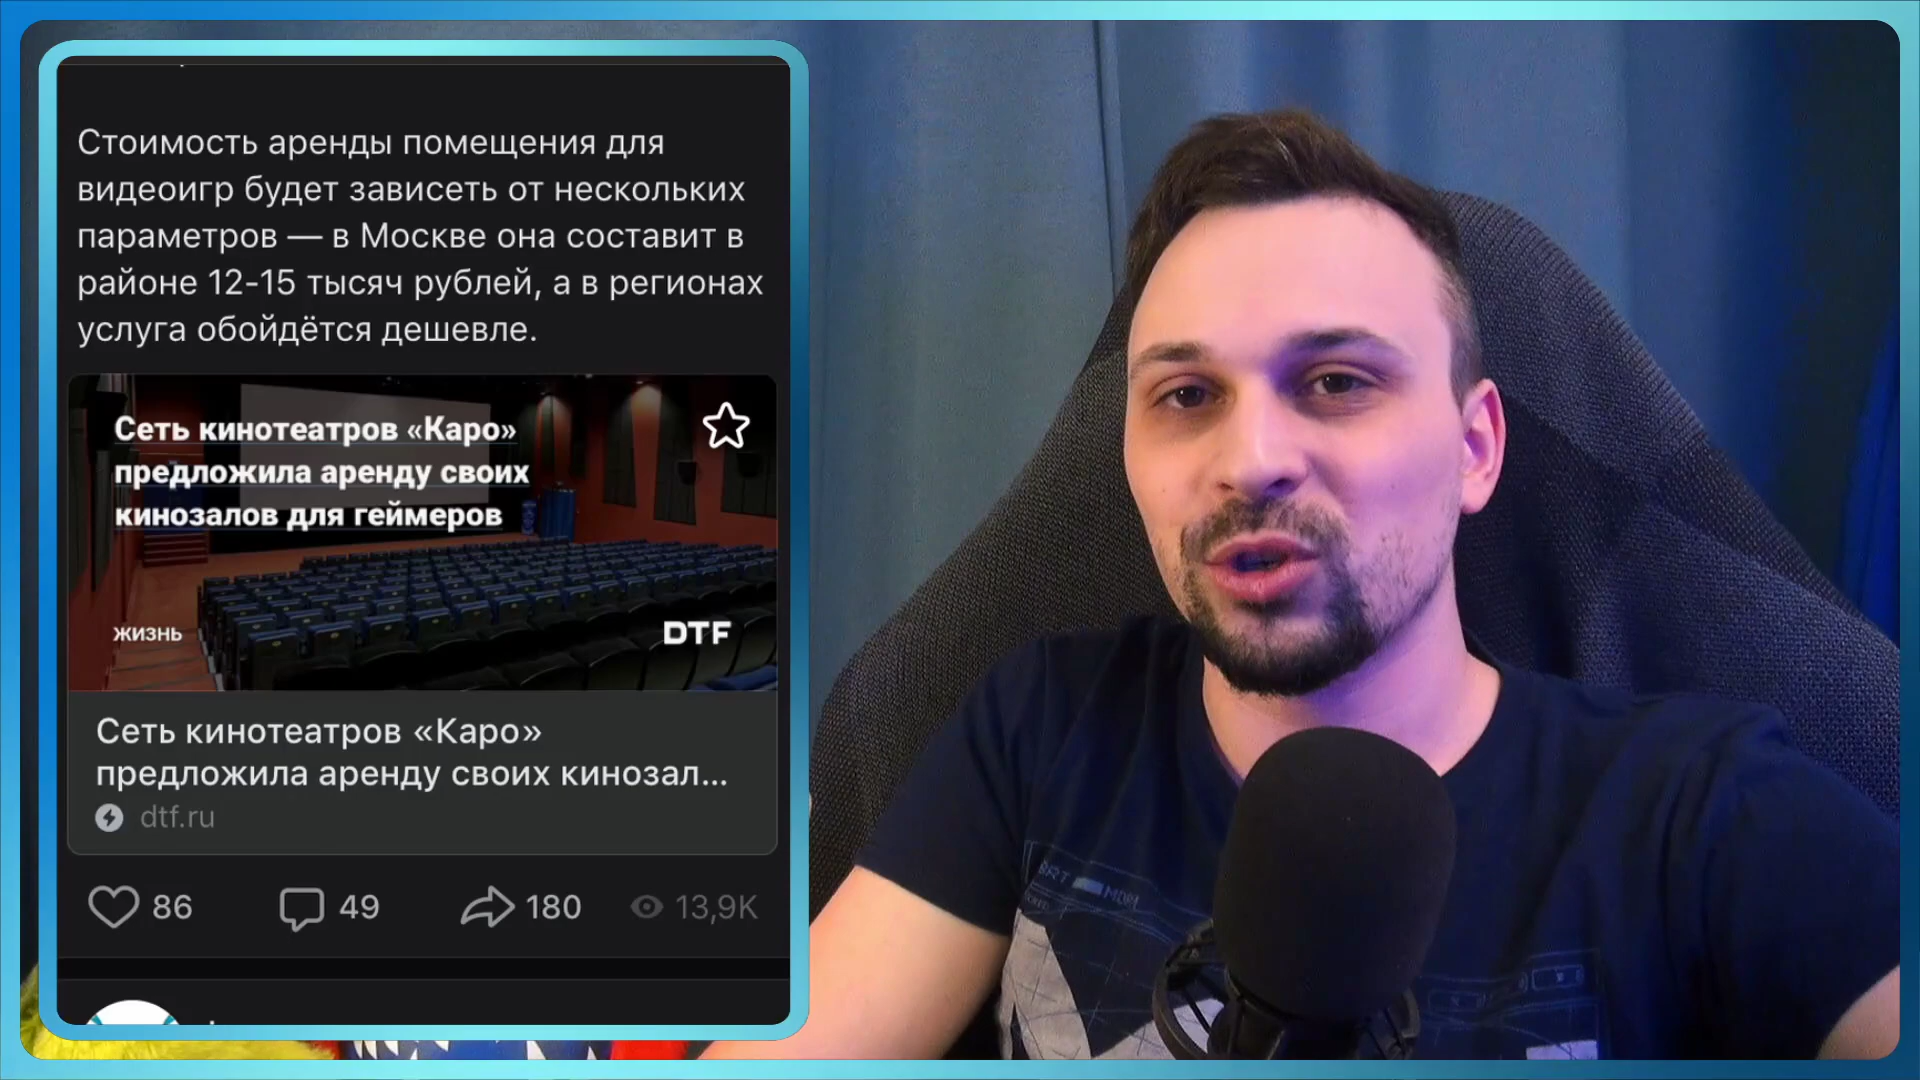 Стоимость аренды помещения для
видеоигр будет зависеть от нескольких
параметров — в Москве она составит в
районе 12-15 тысяч рублей, а в регионах
услуга обойдётся дешевле.
Сеть кинотеатров «Каро»
предложила аренду своих
кинозалов для геймеров
жизнь
DTF
Сеть кинотеатров «Каро»
предложила аренду своих кинозал...
dtf.ru
86 49 180 13,9K